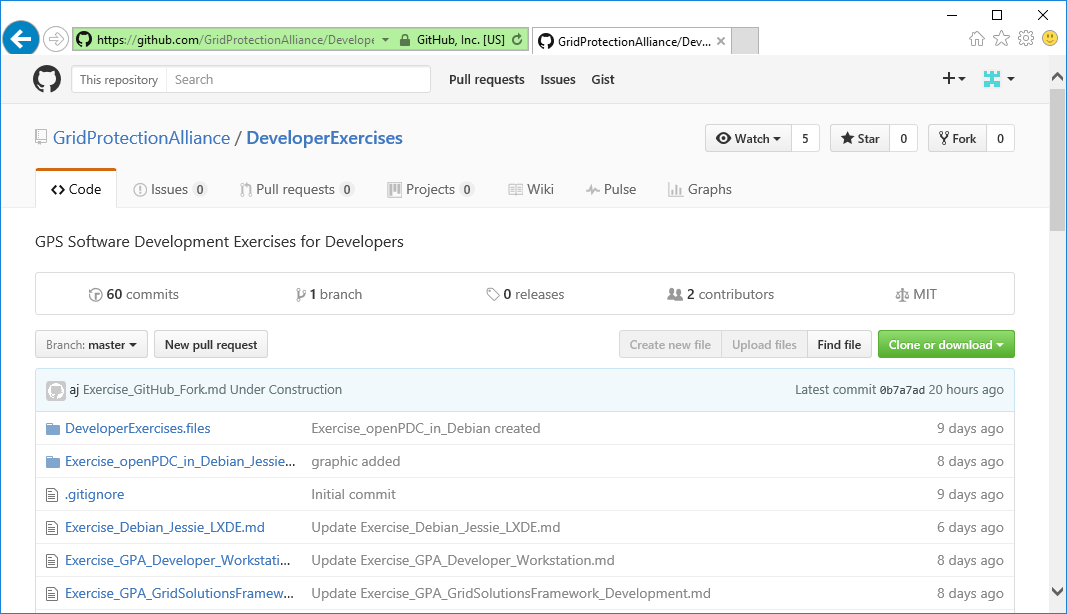 https://github.com/GridProtectionAlliance/Develope GitHub, Inc. [US] GridProtectionAlliance/Dev...
This repository Search Pull requests Issues Gist
GridProtectionAlliance / DeveloperExercises Watch 5 Star 0 Fork 0
Code Issues 0 Pull requests 0 Projects 0 Wiki Pulse Graphs
GPS Software Development Exercises for Developers
60 commits 1 branch 0 releases 2 contributors MIT
Branch: master New pull request Create new file Upload files Find file Clone or download
aj Exercise_GitHub_Fork.md Under Construction Latest commit 0b7a7ad 20 hours ago
DeveloperExercises.files Exercise_openPDC_in_Debian created 9 days ago
Exercise_openPDC_in_Debian_Jessie... graphic added 8 days ago
.gitignore Initial commit 9 days ago
Exercise_Debian_Jessie_LXDE.md Update Exercise_Debian_Jessie_LXDE.md 6 days ago
Exercise_GPA_Developer_Workstati... Update Exercise_GPA_Developer_Workstation.md 8 days ago
Exercise_GPA_GridSolutionsFramew... Update Exercise_GPA_GridSolutionsFramework_Development.md 8 days ago